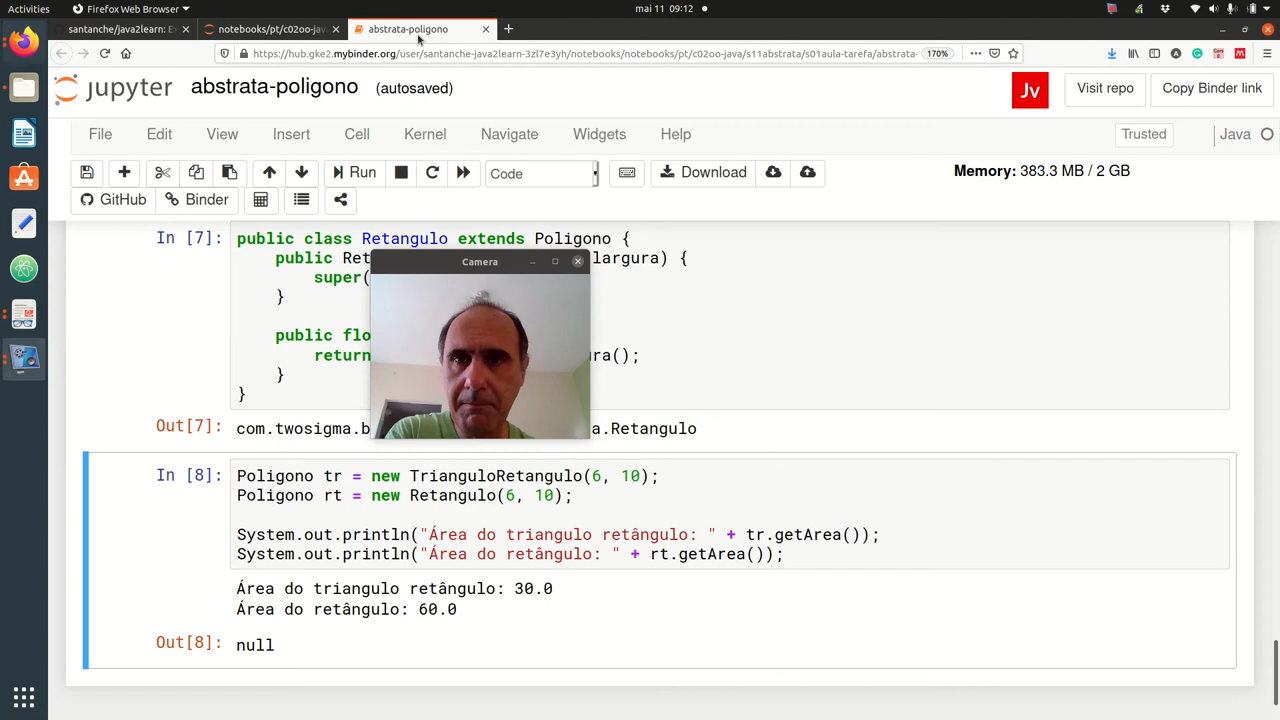 Activities
Firefox Web Browser
mai 11 09:12
santanche/java2learn: Ex
notebooks/pt/c02oo-jav
abstrata-poligono
https://hub.gke2.mybinder.org/user/santanche-java2learn-3zl7e3yh/notebooks/notebooks/pt/c02oo-java/s11abstrata/s01aula-tarefa/abstrata-
170%
jupyter
abstrata-poligono
(autosaved)
Jv
Visit repo
Copy Binder link
File Edit View Insert Cell Kernel Navigate Widgets Help
Trusted
Java
Run
Code
Download
Memory: 383.3 MB / 2 GB
GitHub
Binder
In [7]:
public class Retangulo extends Poligono {
public Ret largura) {
super(
}
public flo
return ura();
}
}
Camera
Out[7]:
com.twosigma.b a.Retangulo
In [8]:
Poligono tr = new TrianguloRetangulo(6, 10);
Poligono rt = new Retangulo(6, 10);
System.out.println("Área do triangulo retângulo: " + tr.getArea());
System.out.println("Área do retângulo: " + rt.getArea());
Área do triangulo retângulo: 30.0
Área do retângulo: 60.0
Out[8]:
null